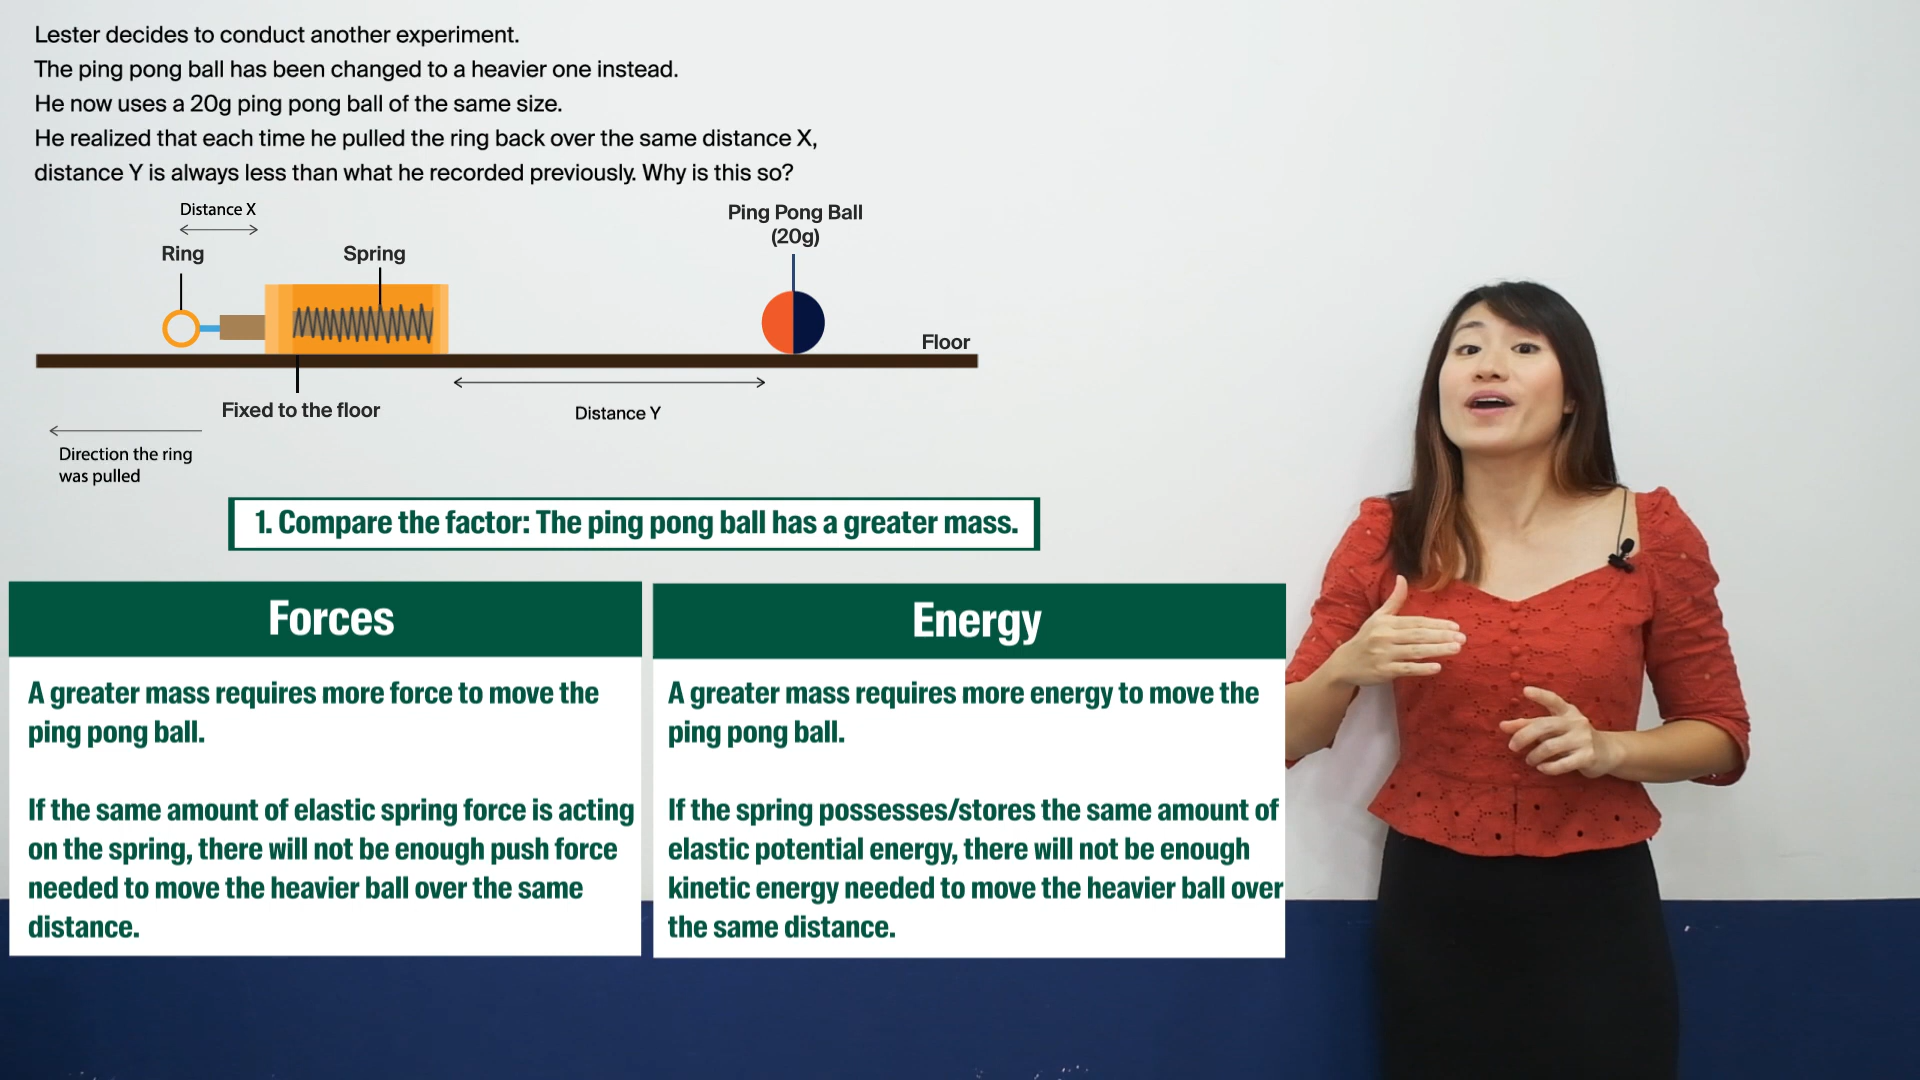 Lester decides to conduct another experiment.
The ping pong ball has been changed to a heavier one instead.
He now uses a 20g ping pong ball of the same size.
He realized that each time he pulled the ring back over the same distance X,
distance Y is always less than what he recorded previously. Why is this so?
Distance X
Ring
Spring
Ping Pong Ball
(20g)
Floor
Fixed to the floor
Distance Y
Direction the ring
was pulled
1. Compare the factor: The ping pong ball has a greater mass.
Forces
A greater mass requires more force to move the
ping pong ball.
If the same amount of elastic spring force is acting
on the spring, there will not be enough push force
needed to move the heavier ball over the same
distance.
Energy
A greater mass requires more energy to move the
ping pong ball.
If the spring possesses/stores the same amount of
elastic potential energy, there will not be enough
kinetic energy needed to move the heavier ball over
the same distance.